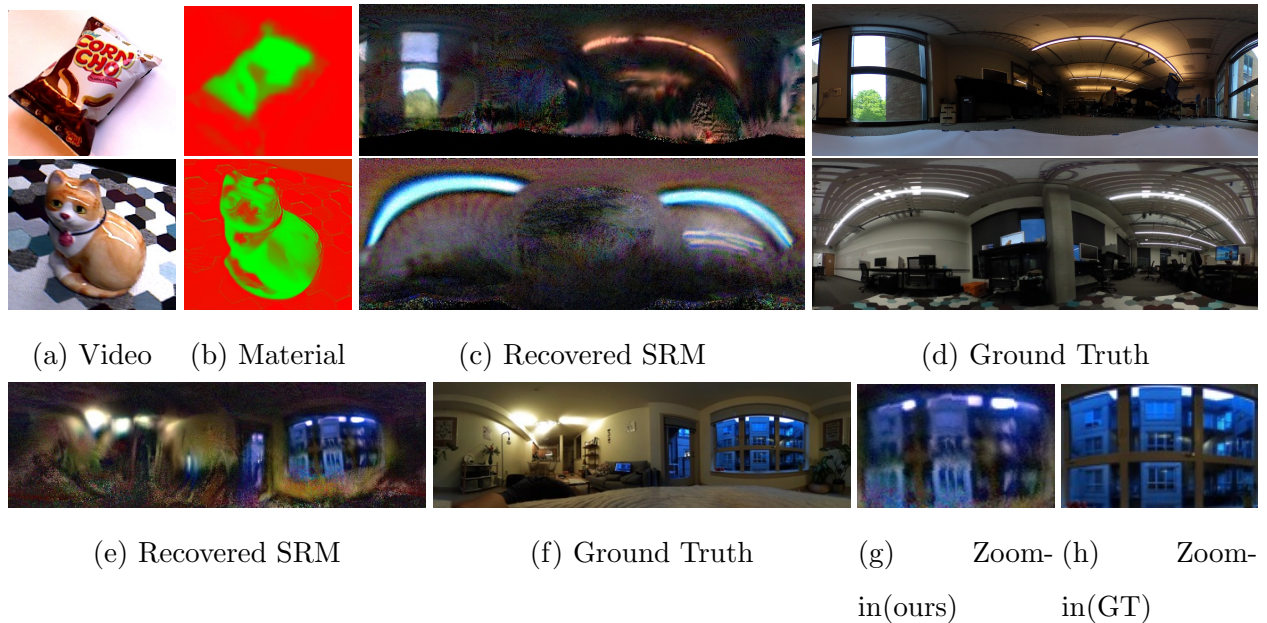 CORN
CHO
(a) Video
(b) Material
(c) Recovered SRM
(d) Ground Truth
(e) Recovered SRM
(f) Ground Truth
(g) Zoom-
in(ours)
(h) Zoom-
in(GT)